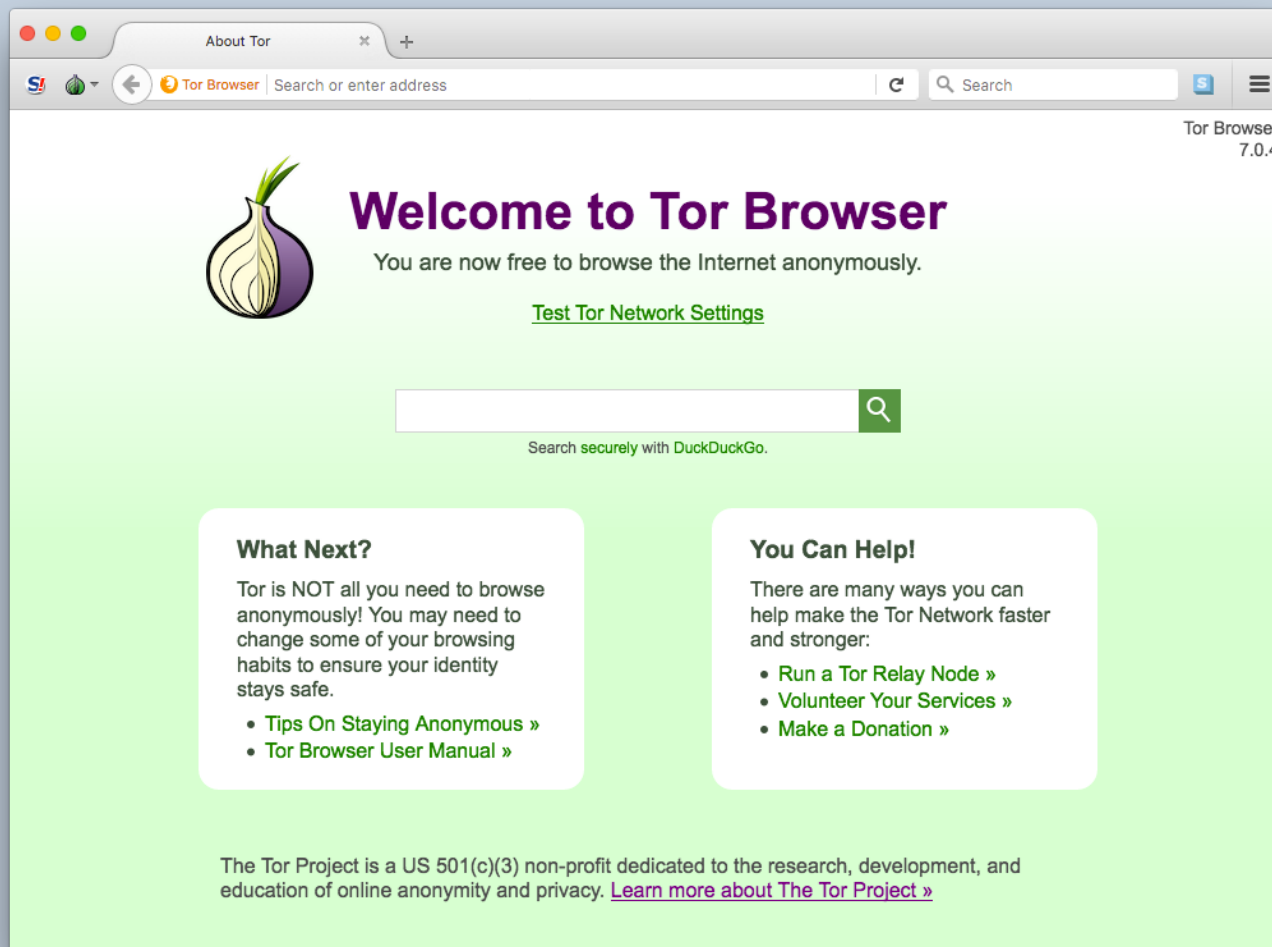 About Tor
S!
Tor Browser Search or enter address
Search
S
Tor Browse
7.0.4
Welcome to Tor Browser
You are now free to browse the Internet anonymously.
Test Tor Network Settings
Search securely with DuckDuckGo.
What Next?
Tor is NOT all you need to browse
anonymously! You may need to
change some of your browsing
habits to ensure your identity
stays safe.
• Tips On Staying Anonymous »
• Tor Browser User Manual »
You Can Help!
There are many ways you can
help make the Tor Network faster
and stronger:
• Run a Tor Relay Node »
• Volunteer Your Services »
• Make a Donation »
The Tor Project is a US 501(c)(3) non-profit dedicated to the research, development, and
education of online anonymity and privacy. Learn more about The Tor Project »